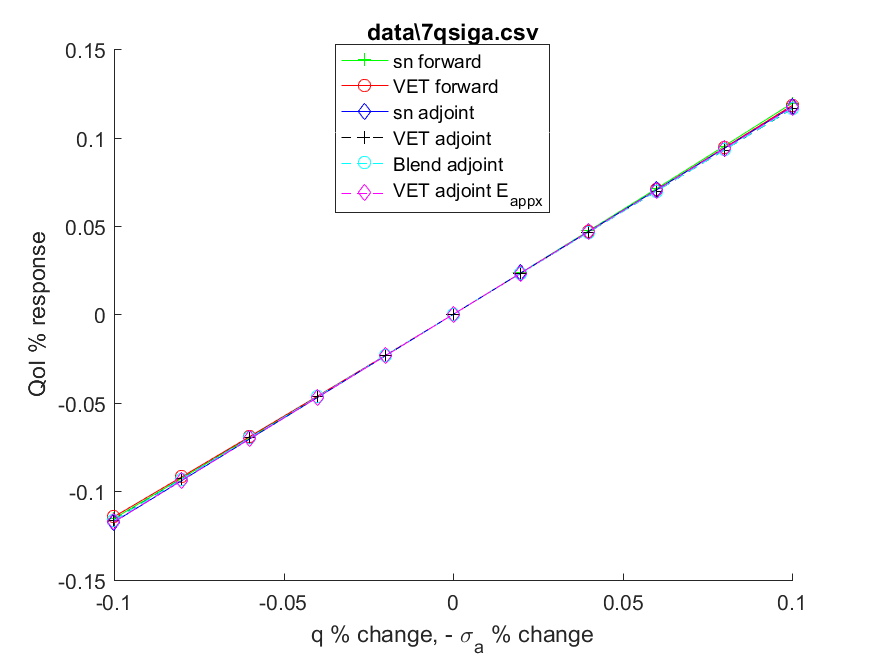 data\7qsiga.csv
sn forward
VET forward
sn adjoint
VET adjoint
Blend adjoint
VET adjoint E_appx
0.15
0.1
0.05
0
-0.05
-0.1
-0.15
QoI % response
-0.1
-0.05
0
0.05
0.1
q % change, - σ_a % change